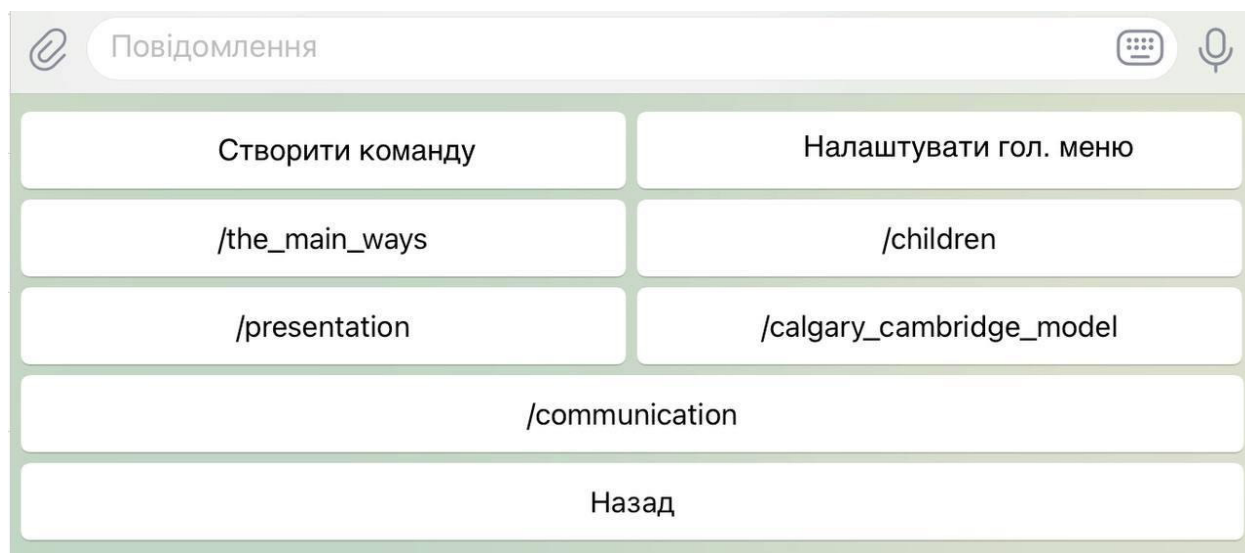 Повідомлення
Створити команду
Налаштувати гол. меню
/the_main_ways
/children
/presentation
/calgary_cambridge_model
/communication
Назад